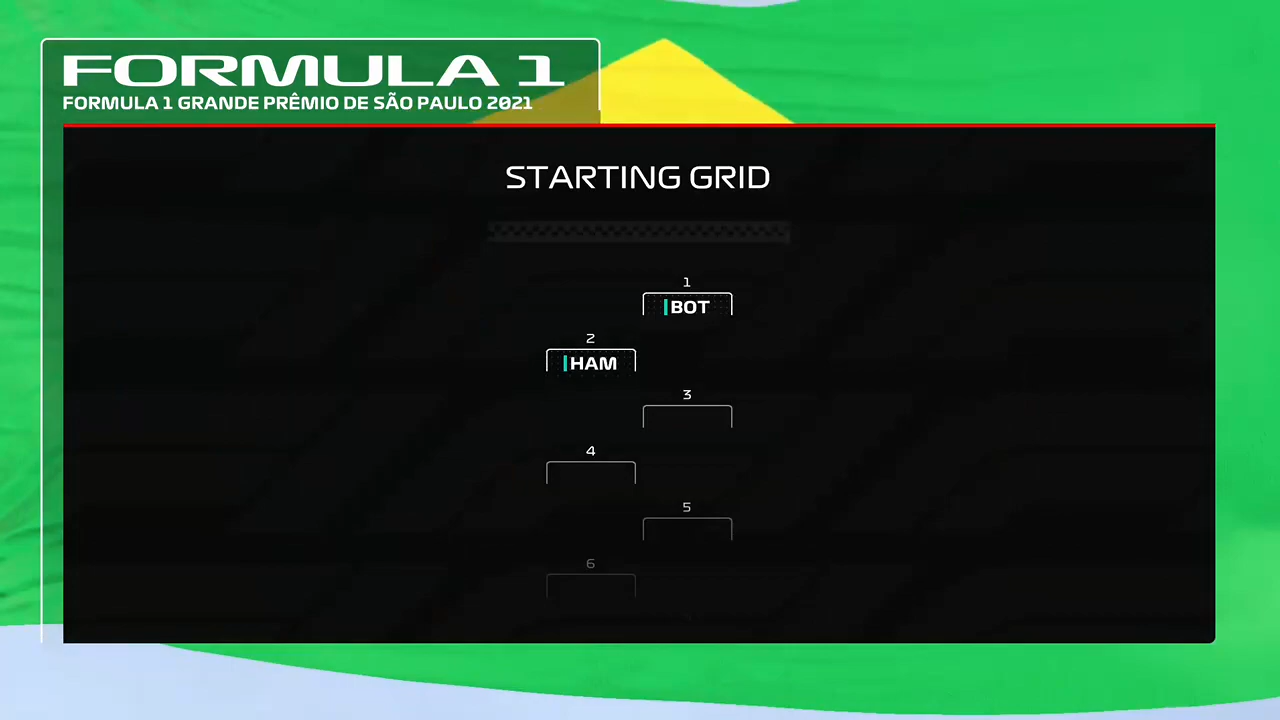 FORMULA 1
FORMULA 1 GRANDE PRÊMIO DE SÃO PAULO 2021
STARTING GRID
1
BOT
2
HAM
3
4
5
6